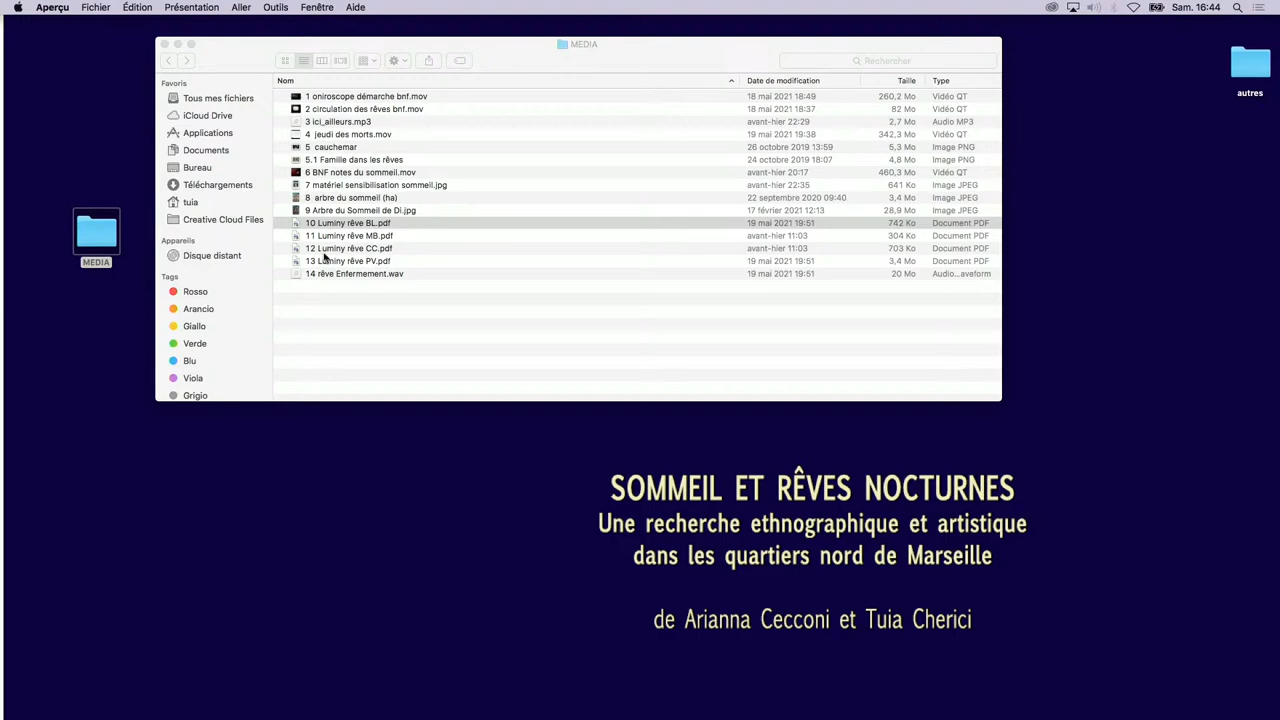 Aperçu Fichier Édition Présentation Aller Outils Fenêtre Aide Sam. 16:44
MEDIA
Rechercher
Favoris
Tous mes fichiers
iCloud Drive
Applications
Documents
Bureau
Téléchargements
tuia
Creative Cloud Files
Appareils
Disque distant
Tags
Rosso
Arancio
Giallo
Verde
Blu
Viola
Grigio
Nom Date de modification Taille Type
1 oniroscope démarche bnf.mov 18 mai 2021 18:49 260,2 Mo Vidéo QT
2 circulation des rêves bnf.mov 18 mai 2021 18:37 82 Mo Vidéo QT
3 ici_ailleurs.mp3 avant-hier 22:29 2,7 Mo Audio MP3
4 jeudi des morts.mov 19 mai 2021 19:38 342,3 Mo Vidéo QT
5 cauchemar 26 octobre 2019 13:59 5,3 Mo Image PNG
5.1 Famille dans les rêves 24 octobre 2019 18:07 4,8 Mo Image PNG
6 BNF notes du sommeil.mov avant-hier 20:17 460,3 Mo Vidéo QT
7 matériel sensibilisation sommeil.jpg avant-hier 22:35 641 Ko Image JPEG
8 arbre du sommeil (ha) 22 septembre 2020 09:40 3,4 Mo Image JPEG
9 Arbre du Sommeil de Di.jpg 17 février 2021 12:13 28,9 Mo Image JPEG
10 Luminy rêve BL.pdf 19 mai 2021 19:51 742 Ko Document PDF
11 Luminy rêve MB.pdf avant-hier 11:03 304 Ko Document PDF
12 Luminy rêve CC.pdf avant-hier 11:03 703 Ko Document PDF
13 Luminy rêve PV.pdf 19 mai 2021 19:51 3,4 Mo Document PDF
14 rêve Enfermement.wav 19 mai 2021 19:51 20 Mo Audio...aveform
MEDIA
autres
SOMMEIL ET RÊVES NOCTURNES
Une recherche ethnographique et artistique
dans les quartiers nord de Marseille
de Arianna Cecconi et Tuia Cherici